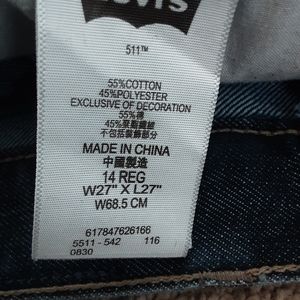 Levi's
511™
55%COTTON
45%POLYESTER
EXCLUSIVE OF DECORATION
55%棉
45%聚酯纖維
不包括裝飾部分
MADE IN CHINA
中國製造
14 REG
W27" X L27"
W68.5 CM
617847626166
5511 - 542 116
0830